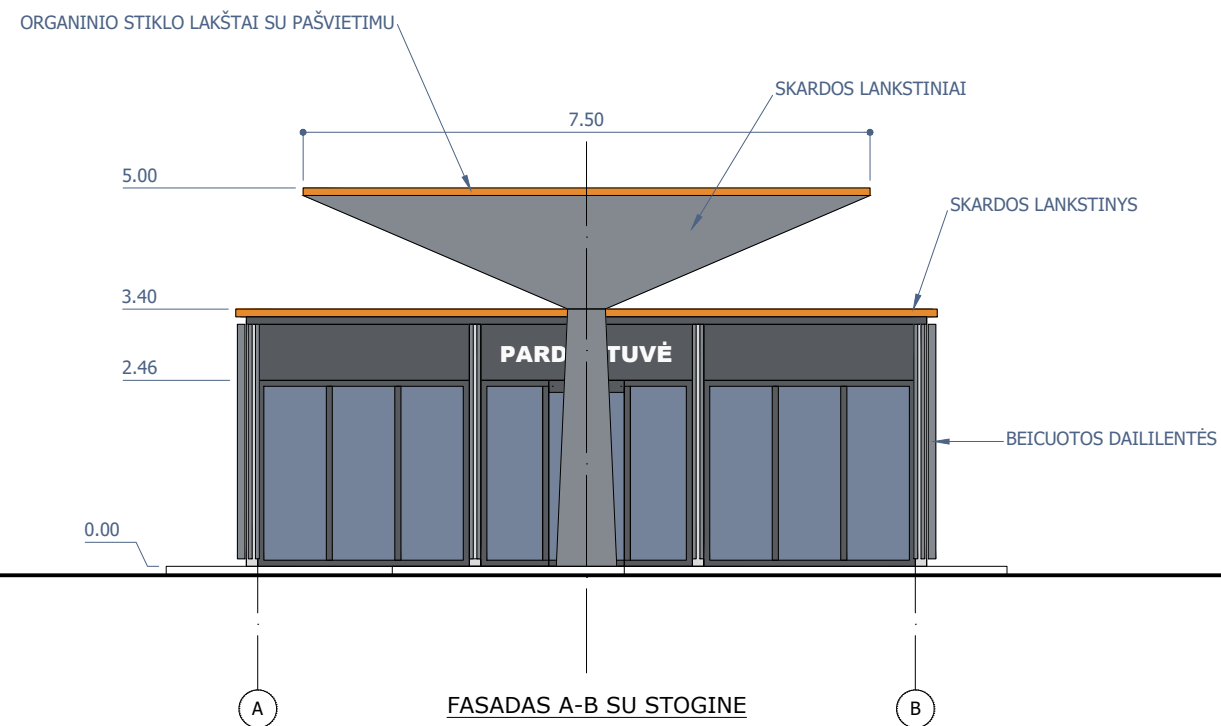 ORGANINIO STIKLO LAKŠTAI SU PAŠVIETIMU
SKARDOS LANKSTINIAI
7.50
5.00
SKARDOS LANKSTINYS
3.40
PARD TUVĖ
2.46
BEICUOTOS DAILILENTĖS
0.00
A
FASADAS A-B SU STOGINE
B